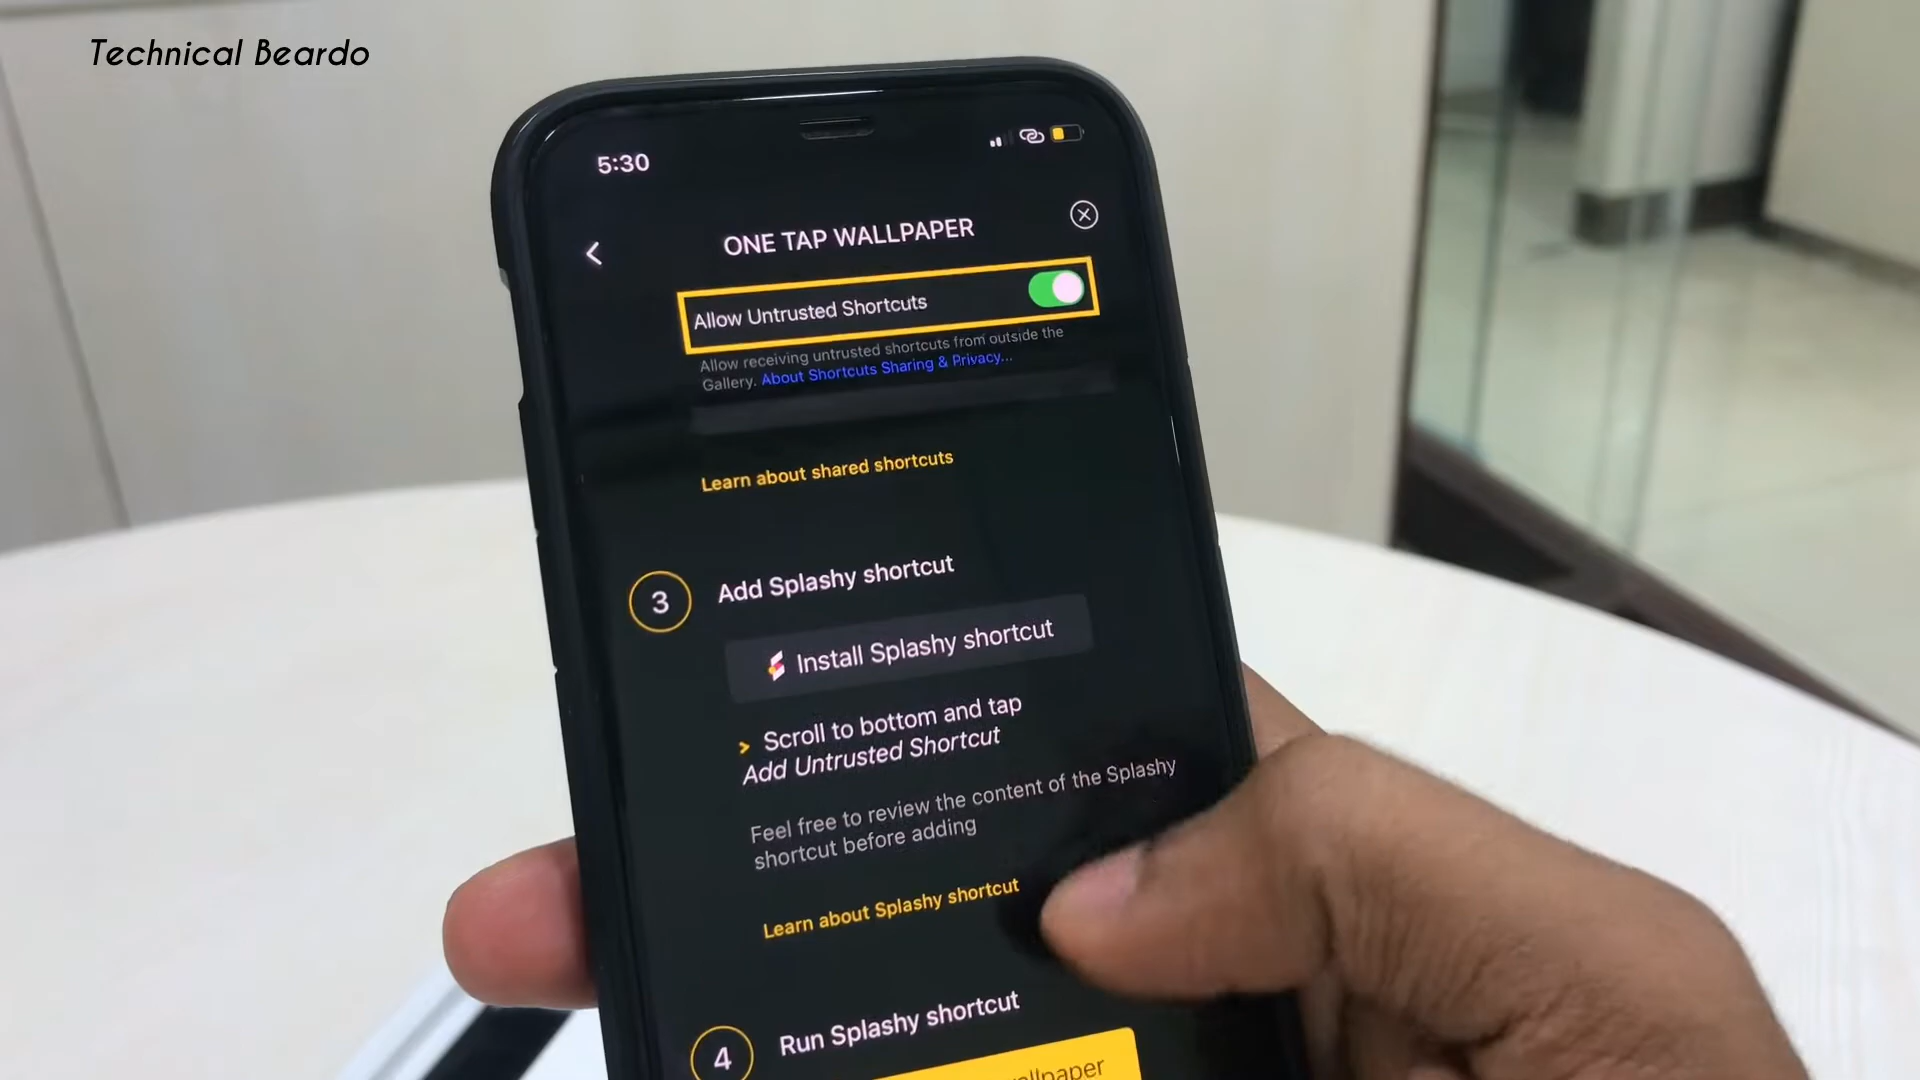 Technical Beardo
5:30
ONE TAP WALLPAPER
Allow Untrusted Shortcuts
Allow receiving untrusted shortcuts from outside the
Gallery. About Shortcuts Sharing & Privacy...
Learn about shared shortcuts
3
Add Splashy shortcut
Install Splashy shortcut
> Scroll to bottom and tap
Add Untrusted Shortcut
Feel free to review the content of the Splashy
shortcut before adding
Learn about Splashy shortcut
4
Run Splashy shortcut